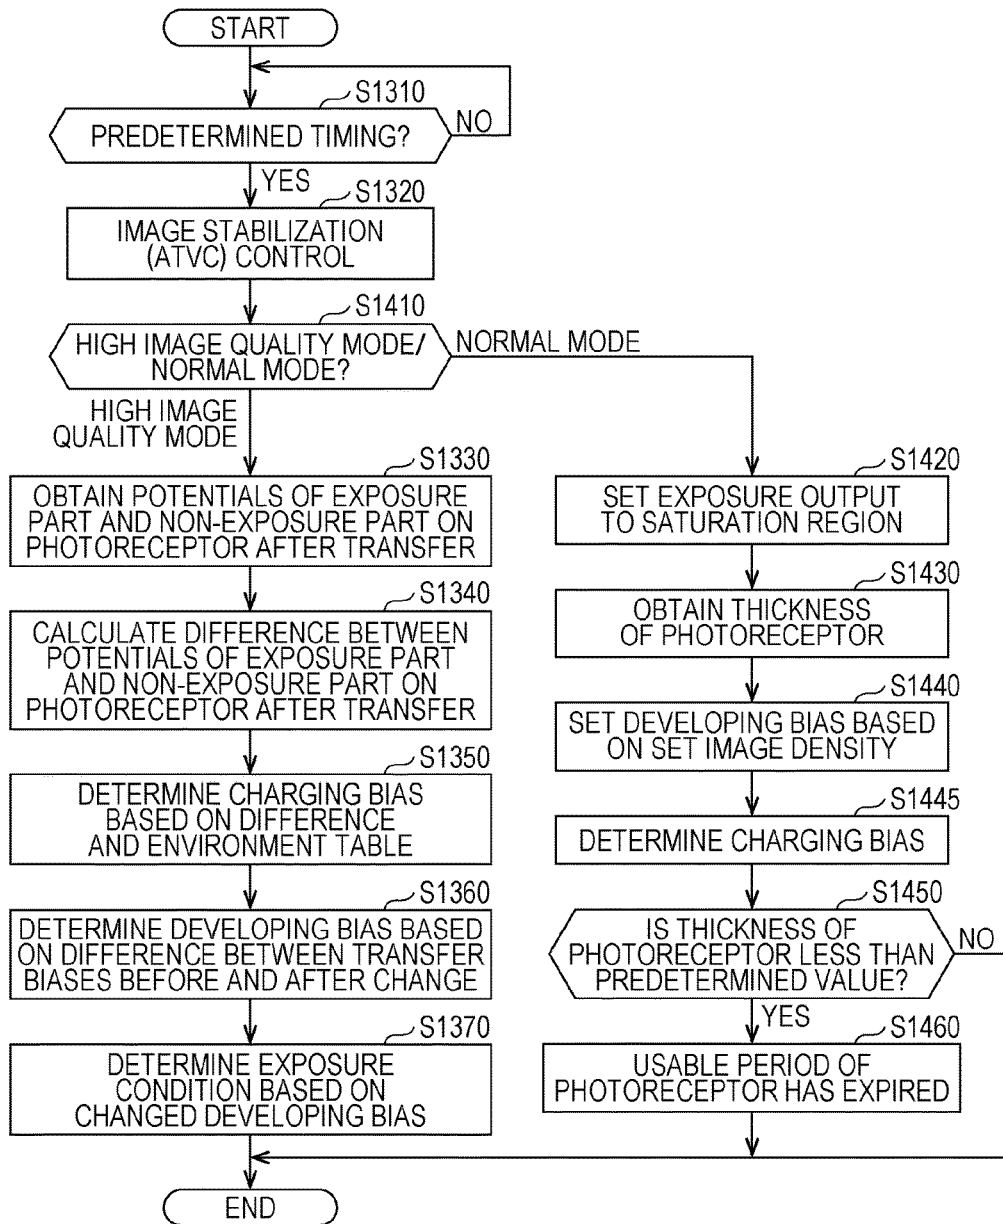 START
S1310
PREDETERMINED TIMING?
NO
YES
S1320
IMAGE STABILIZATION
(ATVC) CONTROL
S1410
HIGH IMAGE QUALITY MODE/
NORMAL MODE?
NORMAL MODE
HIGH IMAGE
QUALITY MODE
S1330
OBTAIN POTENTIALS OF EXPOSURE
PART AND NON-EXPOSURE PART ON
PHOTORECEPTOR AFTER TRANSFER
S1340
CALCULATE DIFFERENCE BETWEEN
POTENTIALS OF EXPOSURE PART
AND NON-EXPOSURE PART ON
PHOTORECEPTOR AFTER TRANSFER
S1350
DETERMINE CHARGING BIAS
BASED ON DIFFERENCE
AND ENVIRONMENT TABLE
S1360
DETERMINE DEVELOPING BIAS BASED
ON DIFFERENCE BETWEEN TRANSFER
BIASES BEFORE AND AFTER CHANGE
S1370
DETERMINE EXPOSURE
CONDITION BASED ON
CHANGED DEVELOPING BIAS
S1420
SET EXPOSURE OUTPUT
TO SATURATION REGION
S1430
OBTAIN THICKNESS
OF PHOTORECEPTOR
S1440
SET DEVELOPING BIAS BASED
ON SET IMAGE DENSITY
S1445
DETERMINE CHARGING BIAS
S1450
IS THICKNESS OF
PHOTORECEPTOR LESS THAN
PREDETERMINED VALUE?
NO
YES
S1460
USABLE PERIOD OF
PHOTORECEPTOR HAS EXPIRED
END